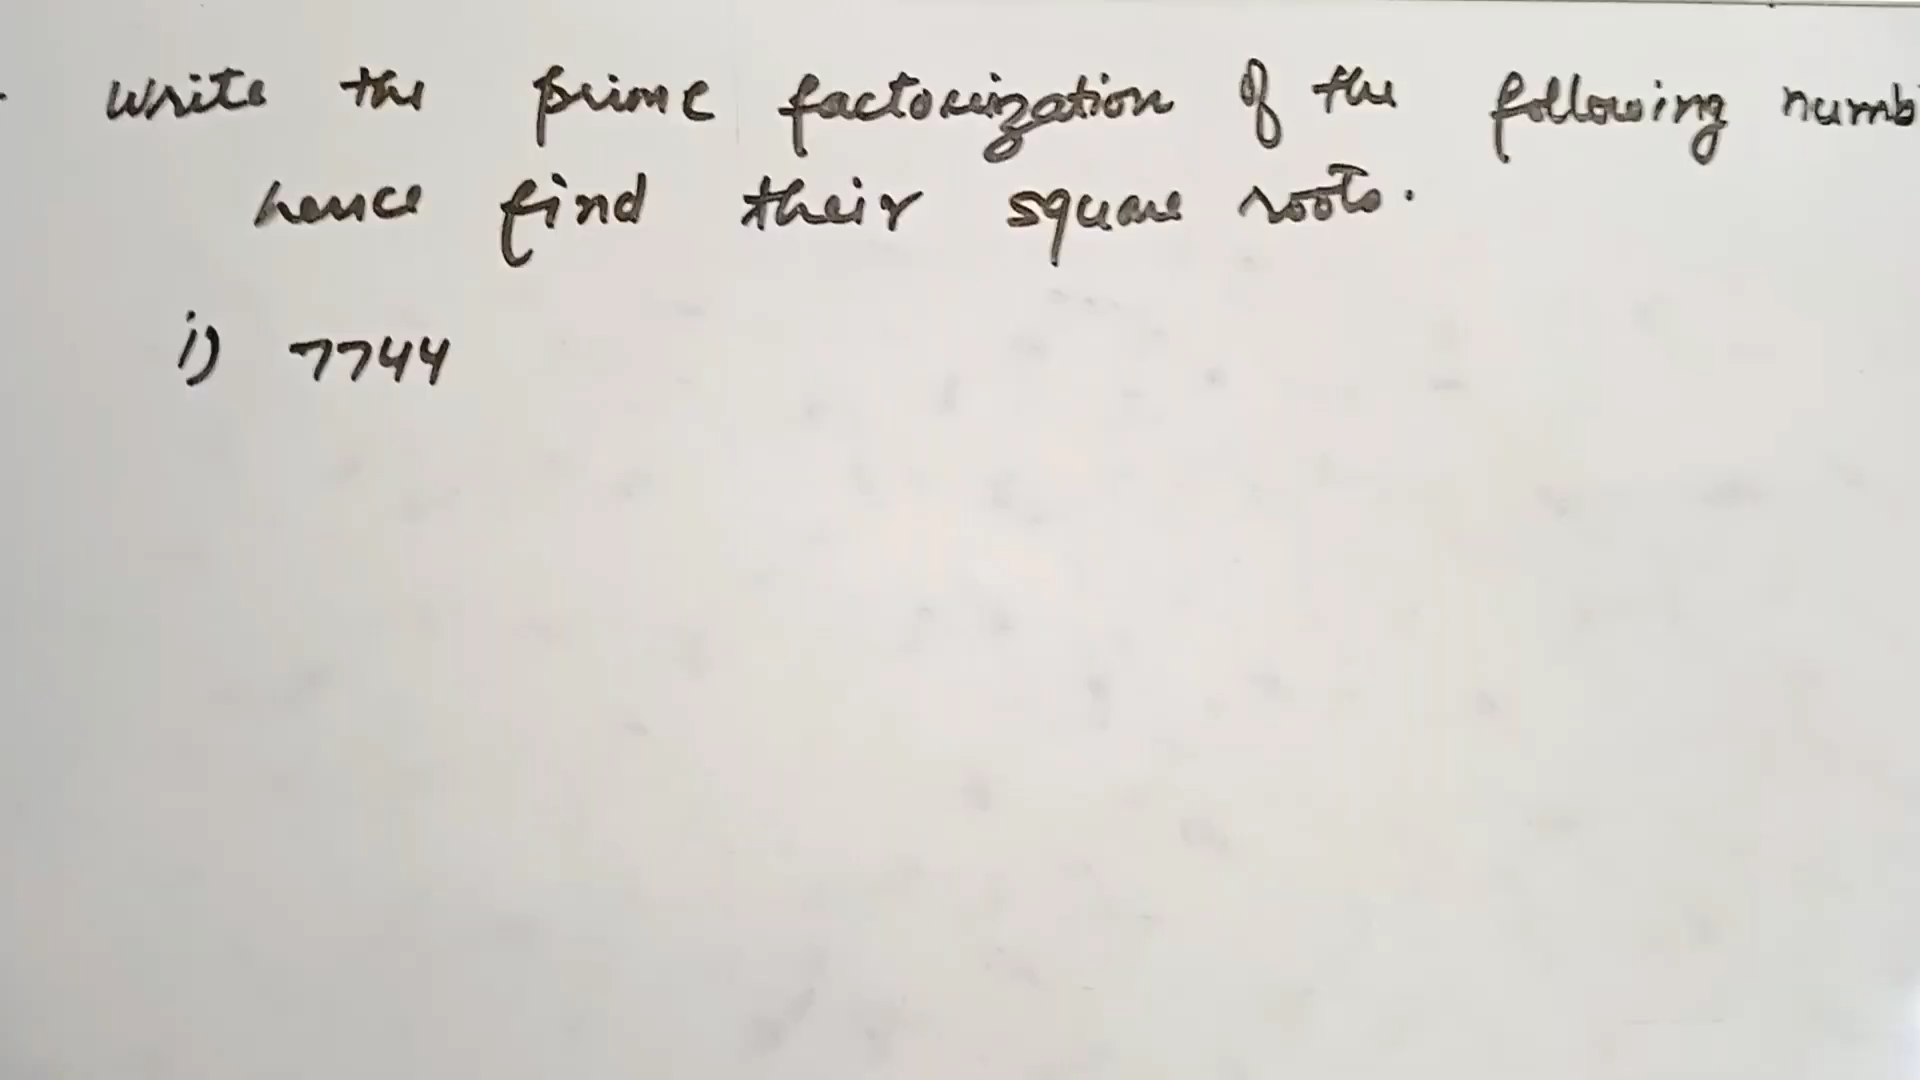 write the prime factorization of the following numb
hence find their square roots.
i) 7744